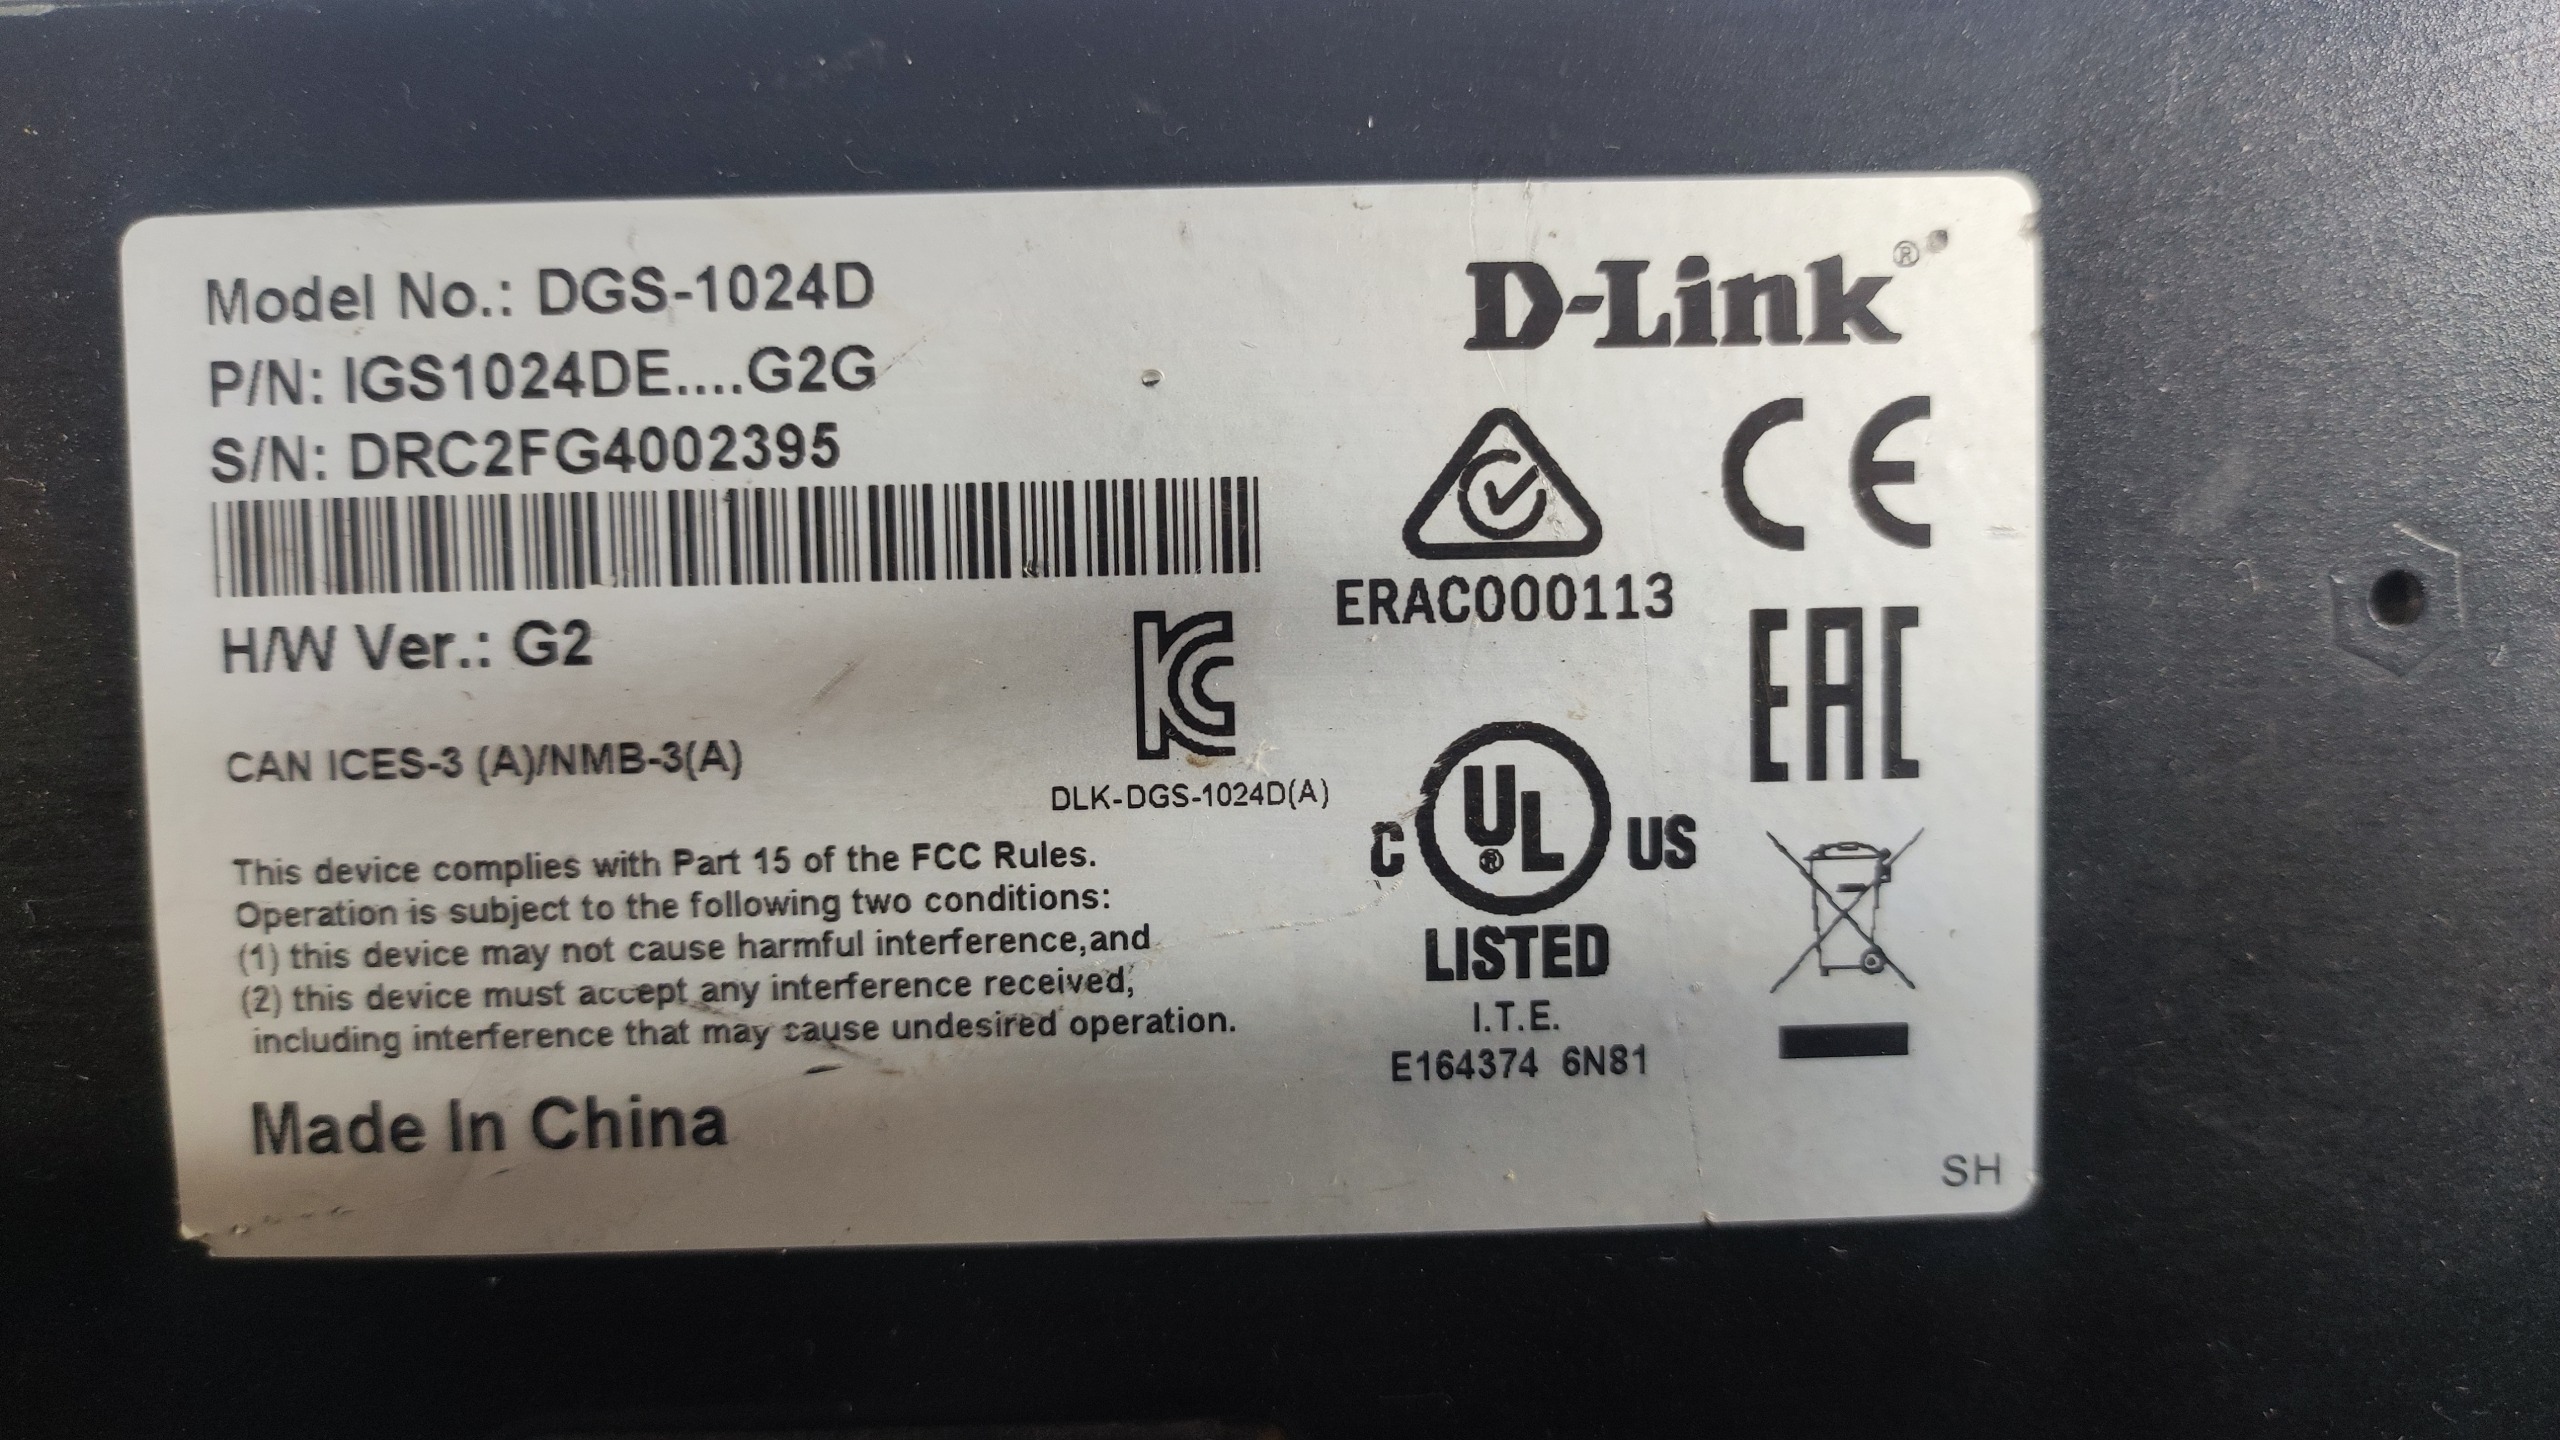 Model No.: DGS-1024D
P/N: IGS1024DE....G2G
S/N: DRC2FG4002395
H/W Ver.: G2
CAN ICES-3 (A)/NMB-3(A)
This device complies with Part 15 of the FCC Rules.
Operation is subject to the following two conditions:
(1) this device may not cause harmful interference,and
(2) this device must accept any interference received,
including interference that may cause undesired operation.
Made In China
DLK-DGS-1024D(A)
D-Link®
CE
ERAC000113
EAC
C UL® US
LISTED
I.T.E.
E164374 6N81
SH